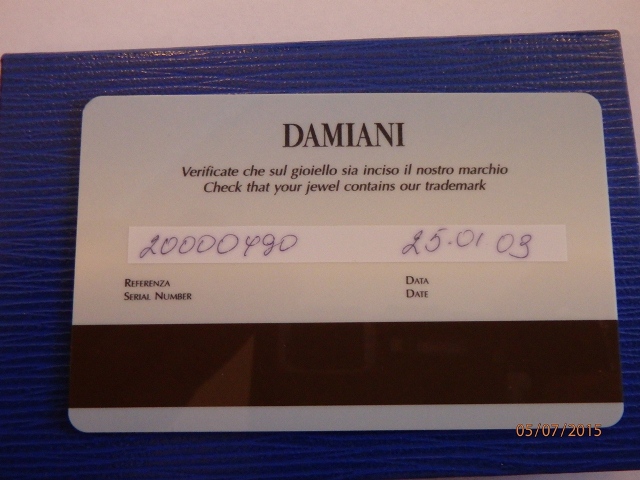 DAMIANI
Verificate che sul gioiello sia inciso il nostro marchio
Check that your jewel contains our trademark
20000490 25.01 03
REFERENZA DATA
SERIAL NUMBER DATE
05/07/2015